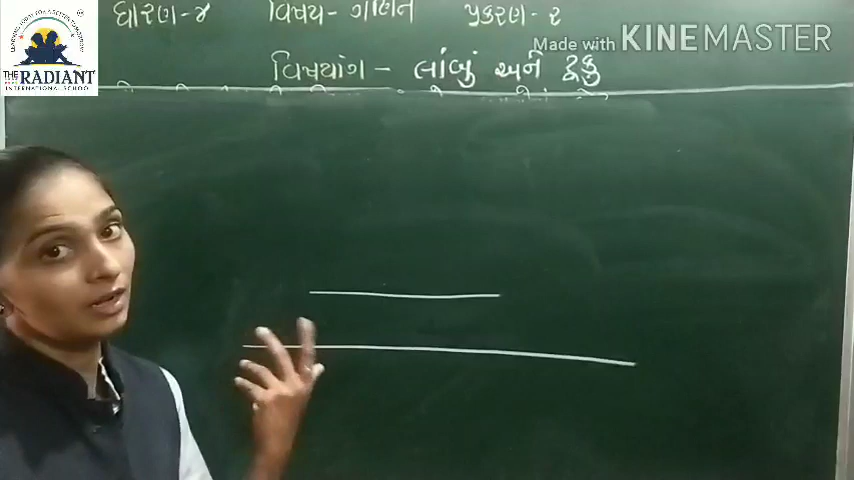 ધોરણ-૪ વિષય- ગણિત પ્રકરણ-૨
વિષયાંગ - લાંબું અને ટૂંકુ
Made with KINEMASTER
THE RADIANT
INTERNATIONAL SCHOOL